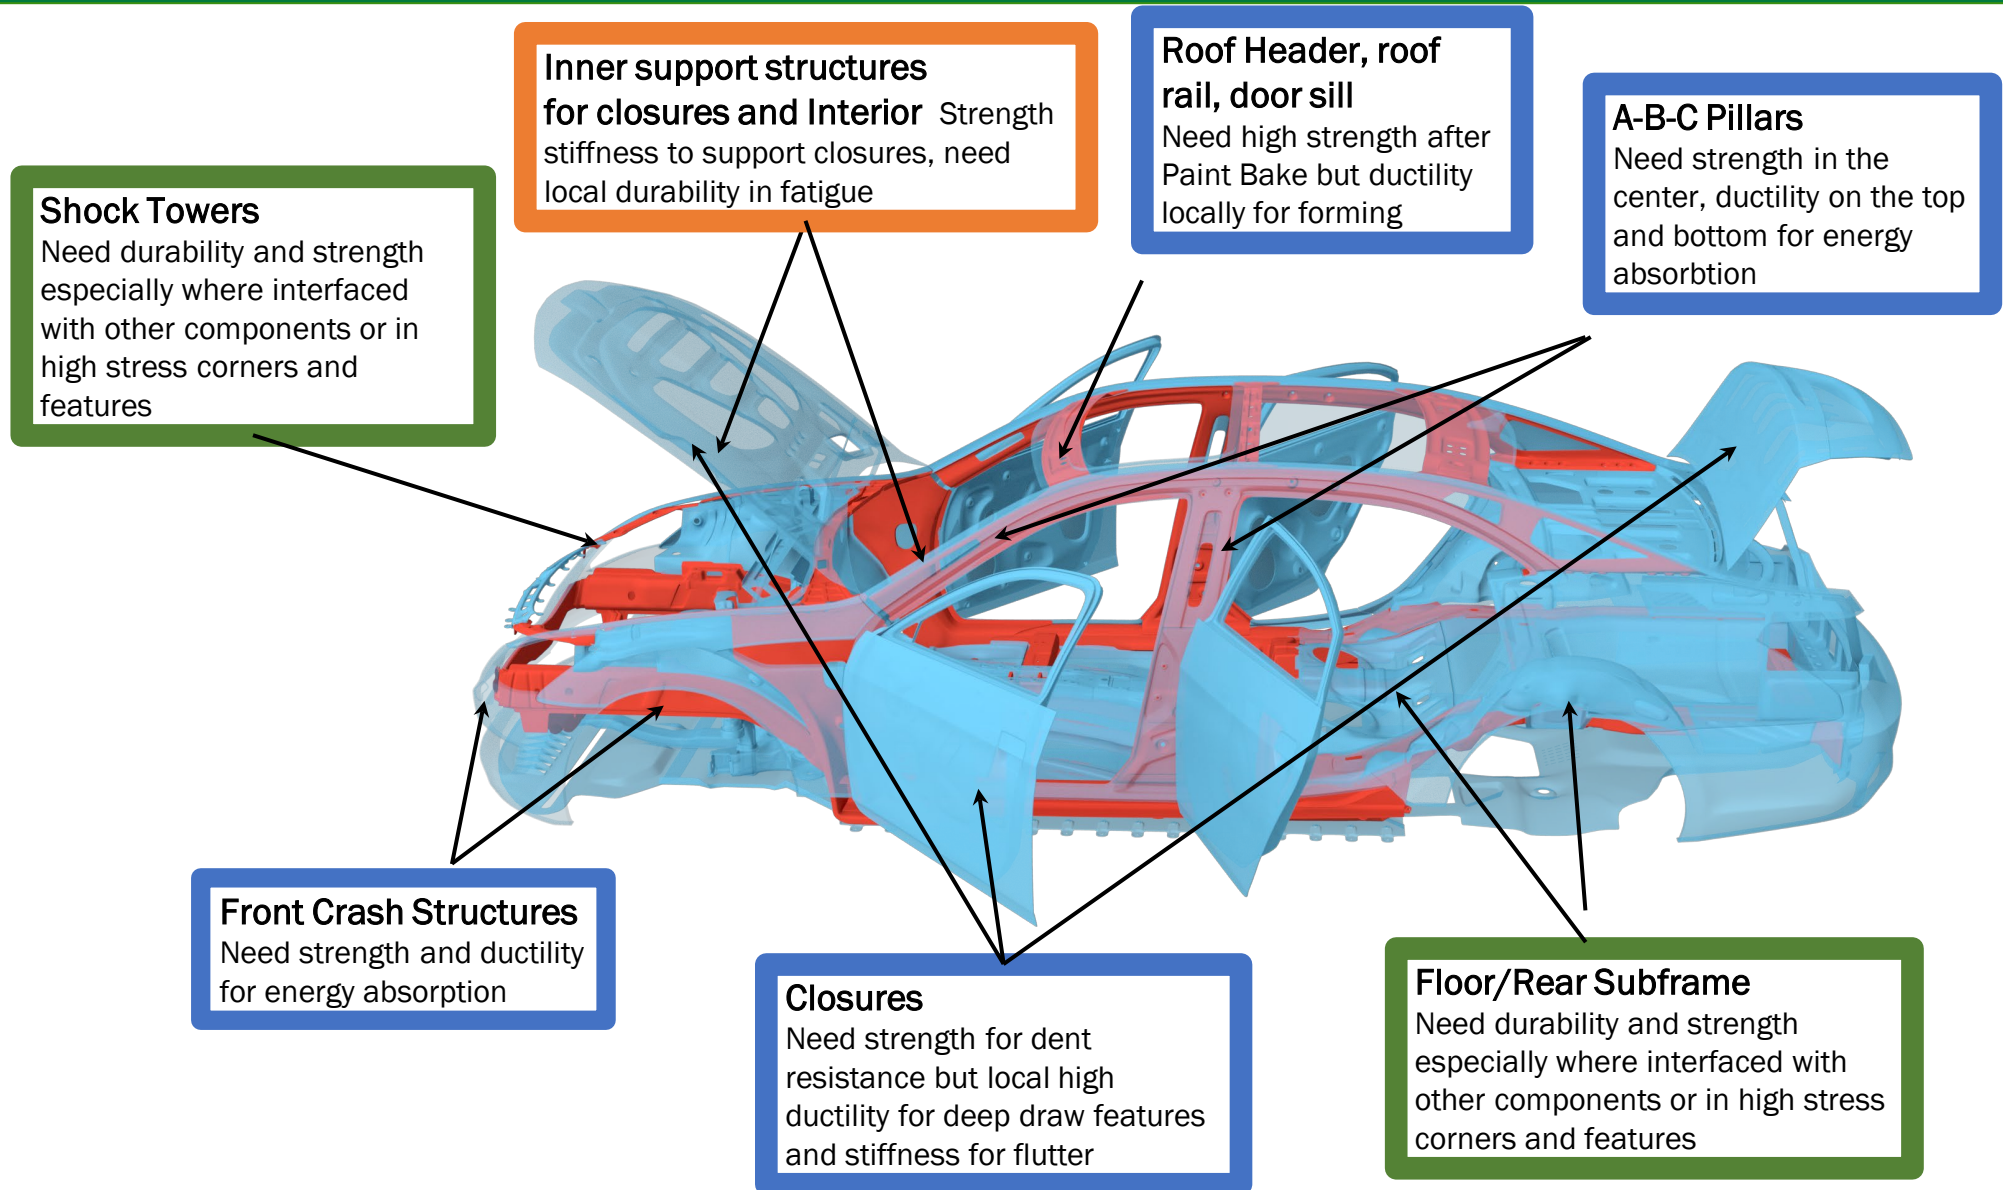 Inner support structures
for closures and Interior Strength
stiffness to support closures, need
local durability in fatigue
Roof Header, roof
rail, door sill
Need high strength after
Paint Bake but ductility
locally for forming
A-B-C Pillars
Need strength in the
center, ductility on the top
and bottom for energy
absorbtion
Shock Towers
Need durability and strength
especially where interfaced
with other components or in
high stress corners and
features
Front Crash Structures
Need strength and ductility
for energy absorption
Closures
Need strength for dent
resistance but local high
ductility for deep draw features
and stiffness for flutter
Floor/Rear Subframe
Need durability and strength
especially where interfaced with
other components or in high stress
corners and features